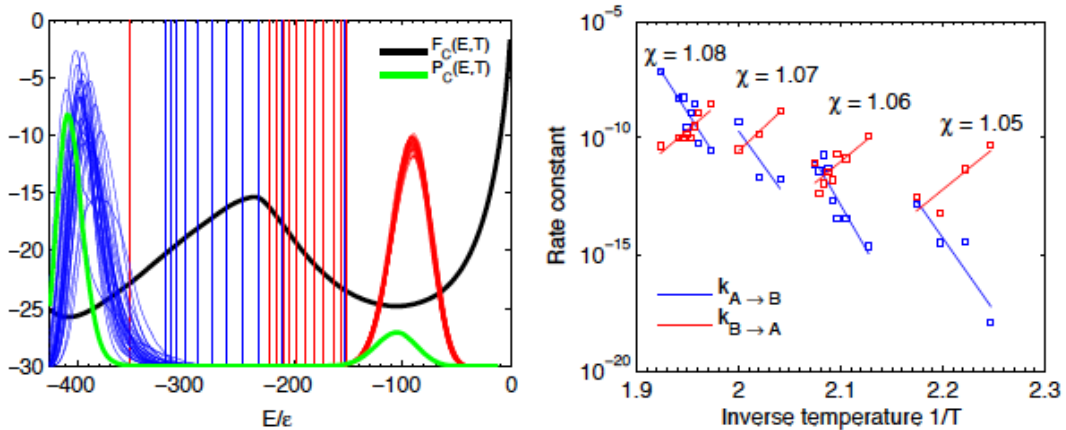 0
−5
−10
−15
−20
−25
−30
−400
−300
−200
−100
0
E/ε
F_C(E,T)
P_C(E,T)
10^−5
10^−10
10^−15
10^−20
Rate constant
χ = 1.08
χ = 1.07
χ = 1.06
χ = 1.05
k_A→B
k_B→A
1.9
2
2.1
2.2
2.3
Inverse temperature 1/T